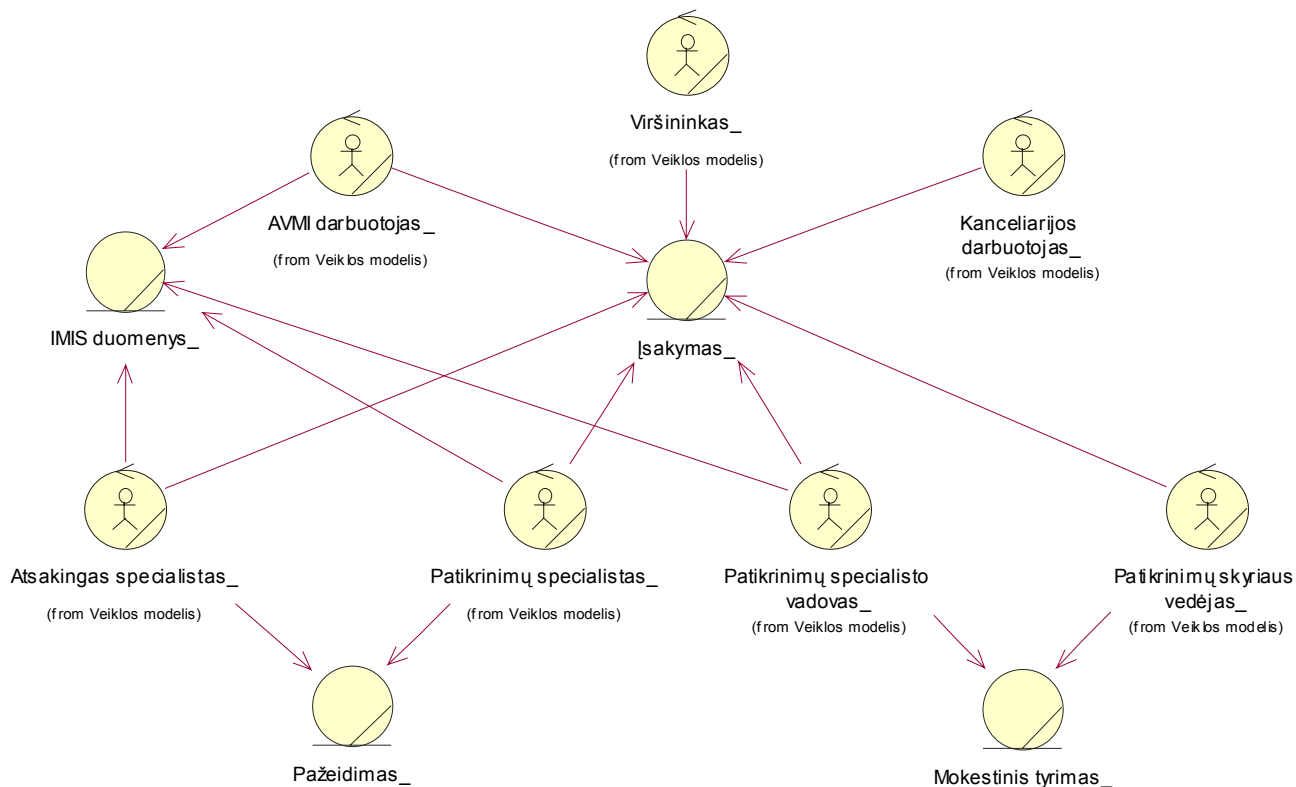 Viršininkas_
(from Veiklos modelis)
AVMI darbuotojas_
(from Veiklos modelis)
Kanceliarijos
darbuotojas_
(from Veiklos modelis)
IMIS duomenys_
Įsakymas_
Atsakingas specialistas_
(from Veiklos modelis)
Patikrinimų specialistas_
(from Veiklos modelis)
Patikrinimų specialisto
vadovas_
(from Veiklos modelis)
Patikrinimų skyriaus
vedėjas_
(from Veiklos modelis)
Pažeidimas_
Mokestinis tyrimas_